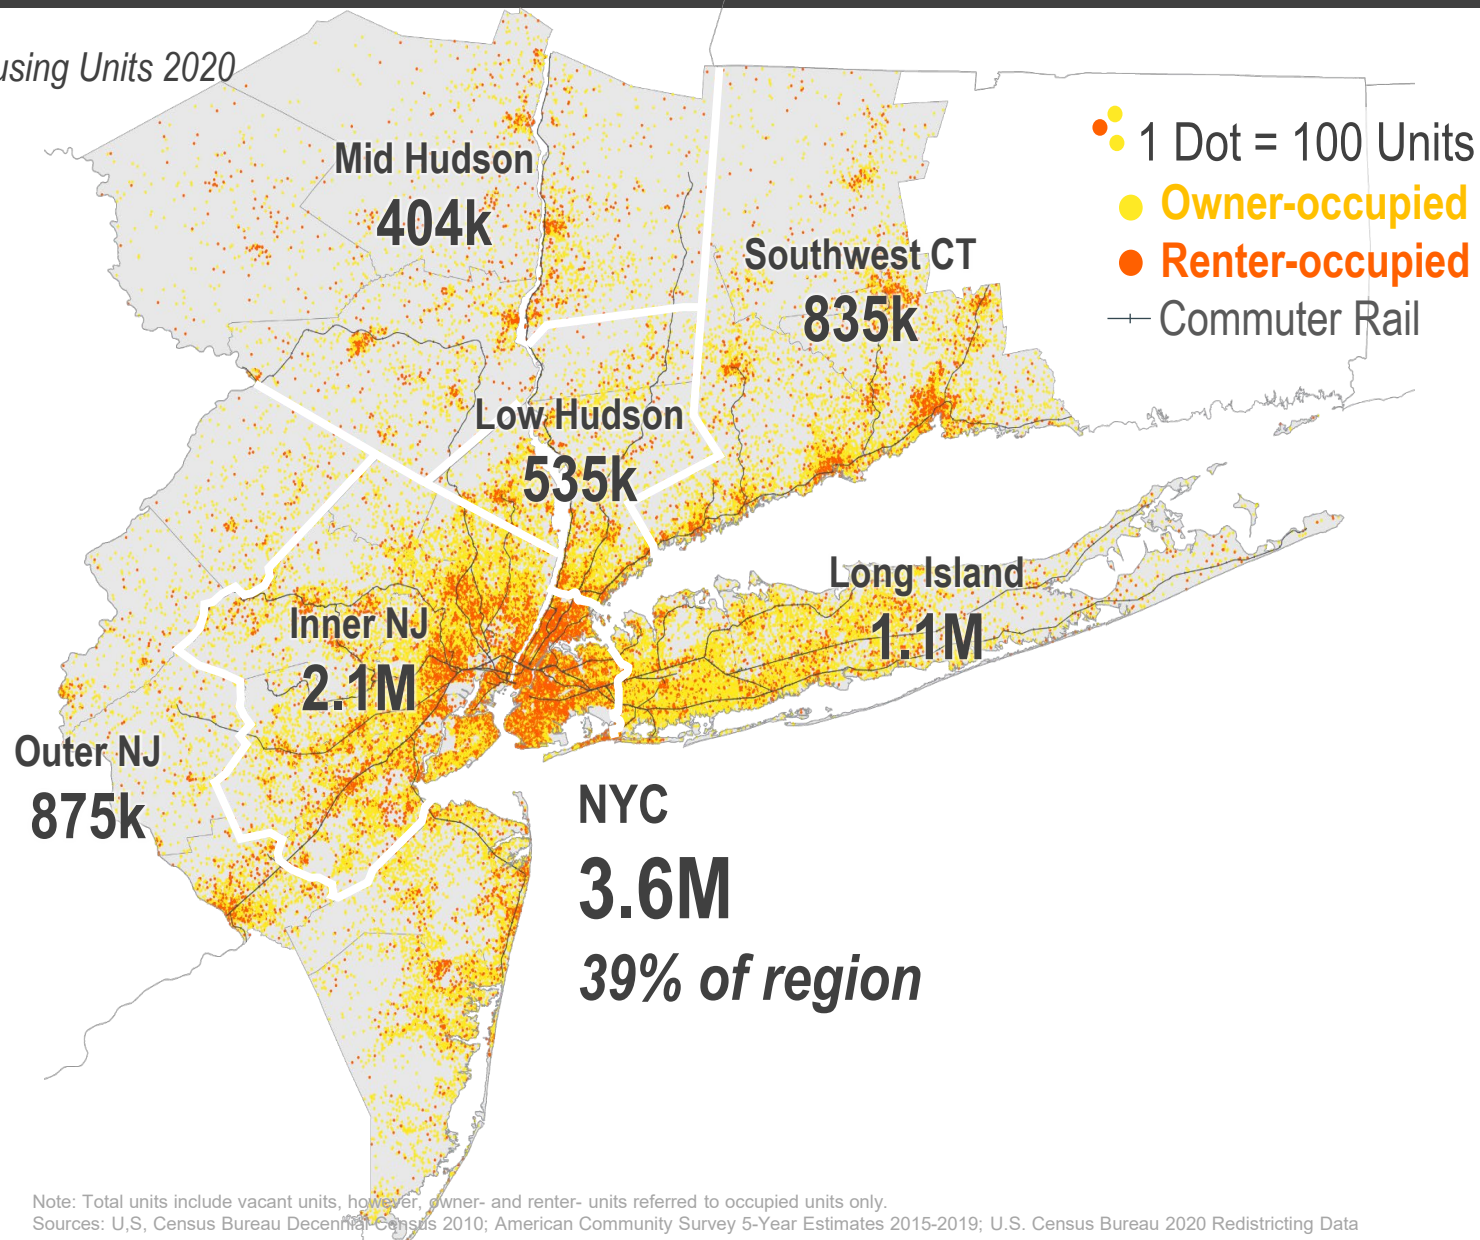 using Units 2020
1 Dot = 100 Units
Owner-occupied
Renter-occupied
Commuter Rail
Mid Hudson
404k
Southwest CT
835k
Low Hudson
535k
Long Island
1.1M
Inner NJ
2.1M
Outer NJ
875k
NYC
3.6M
39% of region
Note: Total units include vacant units, however, owner- and renter- units referred to occupied units only.
Sources: U,S, Census Bureau Decennial Census 2010; American Community Survey 5-Year Estimates 2015-2019; U.S. Census Bureau 2020 Redistricting Data